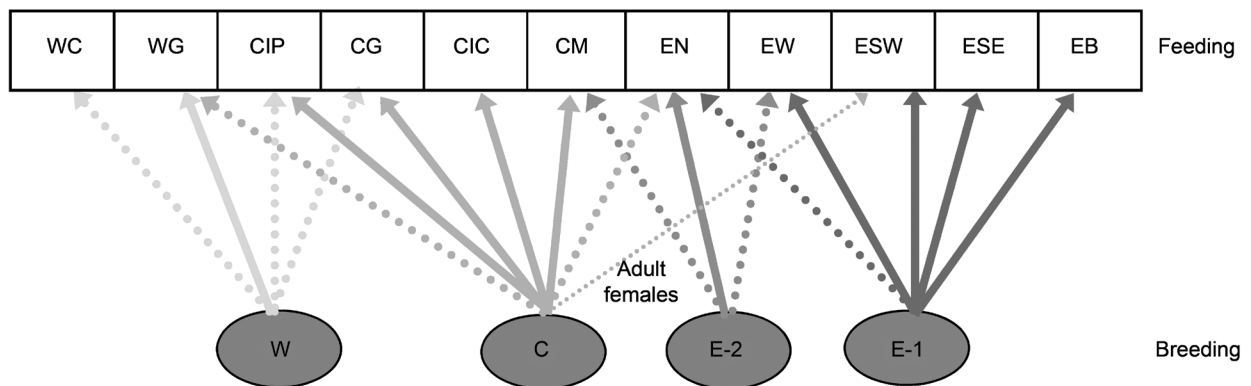 WC WG CIP CG CIC CM EN EW ESW ESE EB Feeding
Adult
females
W C E-2 E-1 Breeding